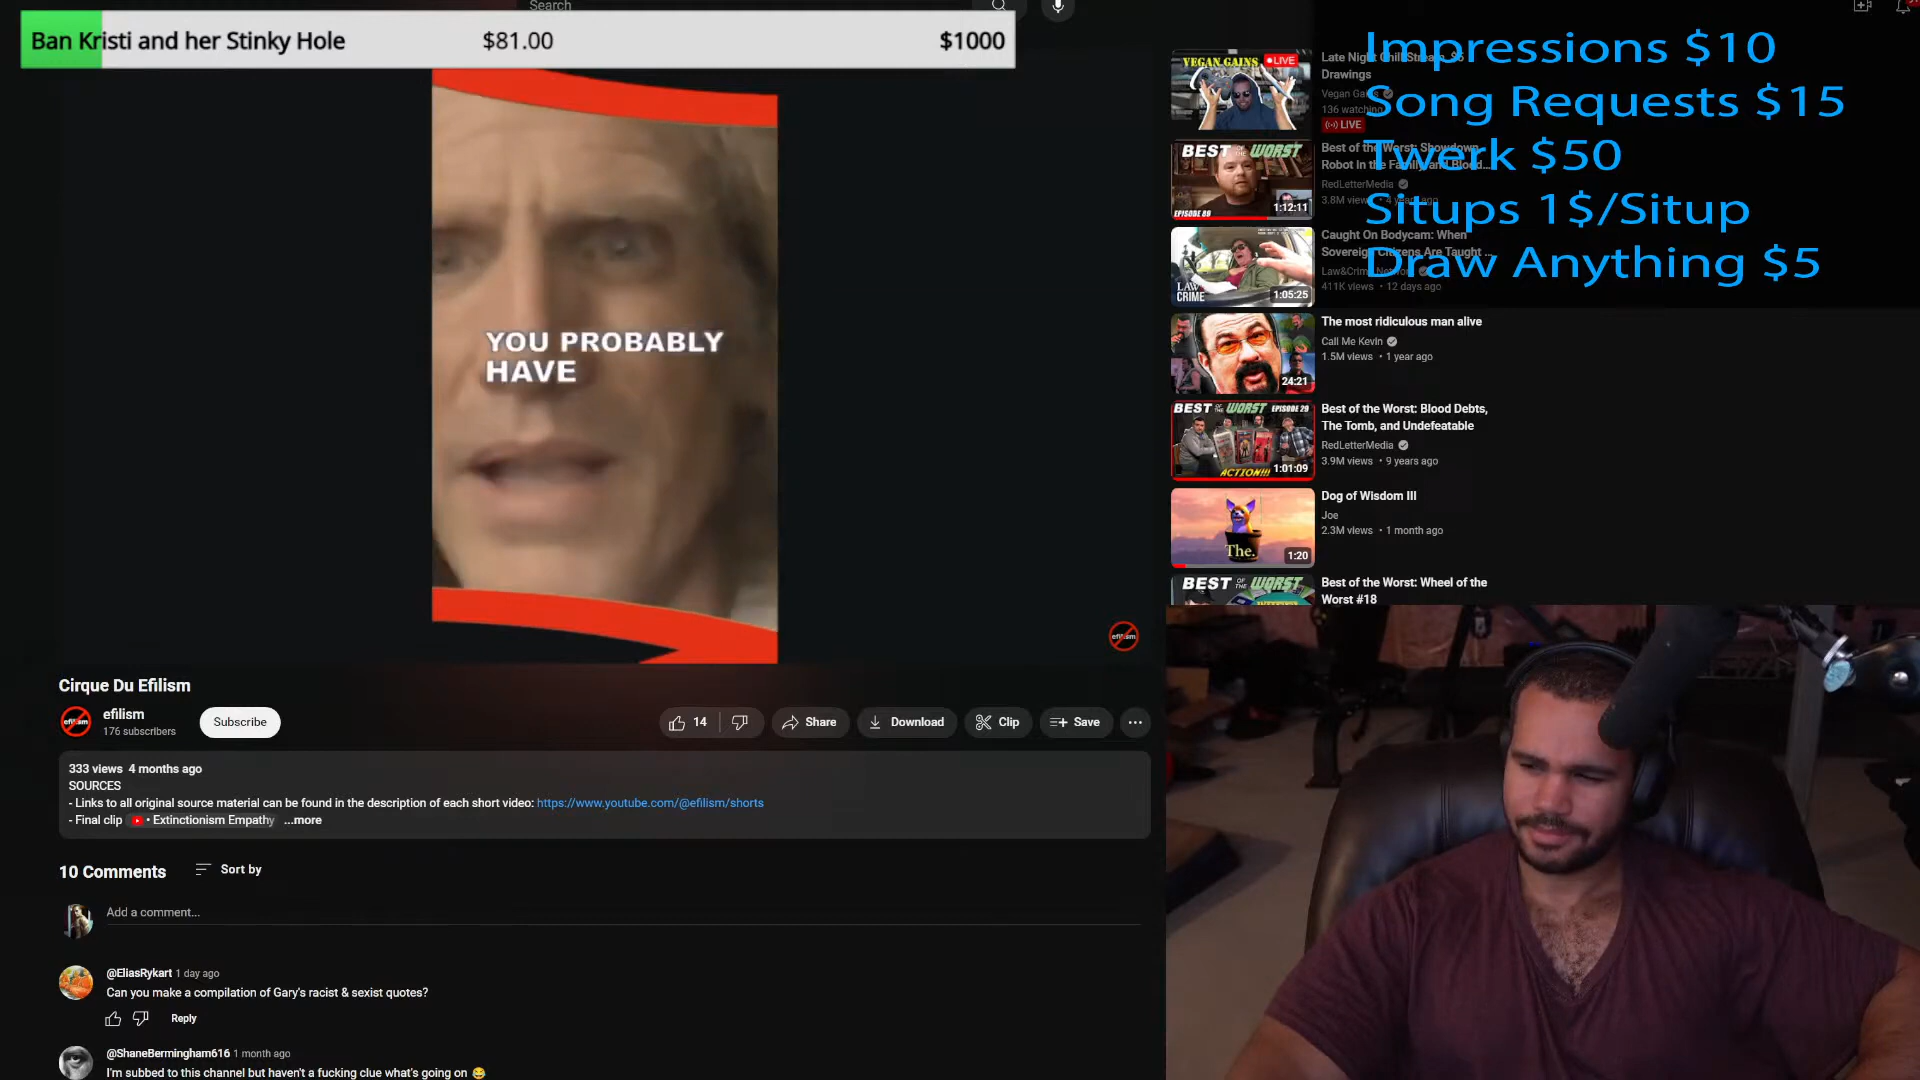 Search
Ban Kristi and her Stinky Hole $81.00 $1000
Impressions $10
Song Requests $15
Twerk $50
Situps 1$/Situp
Draw Anything $5
YOU PROBABLY
HAVE
efilism
VEGAN GAINS LIVE
Late Night Chill Stream, $5
Drawings
Vegan Gains
136 watching
LIVE
BEST OF THE WORST
EPISODE 89
1:12:11
Best of the Worst: Showdown,
Robot In the Family, and Blood...
RedLetterMedia
3.8M views • 4 years ago
LAW
CRIME
1:05:25
Caught On Bodycam: When
Sovereign Citizens Are Taught ...
Law&Crime Network
411K views • 12 days ago
24:21
The most ridiculous man alive
Call Me Kevin
1.5M views • 1 year ago
BEST OF THE WORST EPISODE 29
ACTION!!!
1:01:09
Best of the Worst: Blood Debts,
The Tomb, and Undefeatable
RedLetterMedia
3.9M views • 9 years ago
The.
1:20
Dog of Wisdom III
Joe
2.3M views • 1 month ago
BEST OF THE WORST
Best of the Worst: Wheel of the
Worst #18
Cirque Du Efilism
efilism
efilism
176 subscribers
Subscribe
14
Share
Download
Clip
Save
333 views 4 months ago
SOURCES
- Links to all original source material can be found in the description of each short video: https://www.youtube.com/@efilism/shorts
- Final clip • Extinctionism Empathy ...more
10 Comments
Sort by
Add a comment...
@EliasRykart 1 day ago
Can you make a compilation of Gary's racist & sexist quotes?
Reply
@ShaneBermingham616 1 month ago
I'm subbed to this channel but haven't a fucking clue what's going on 😂